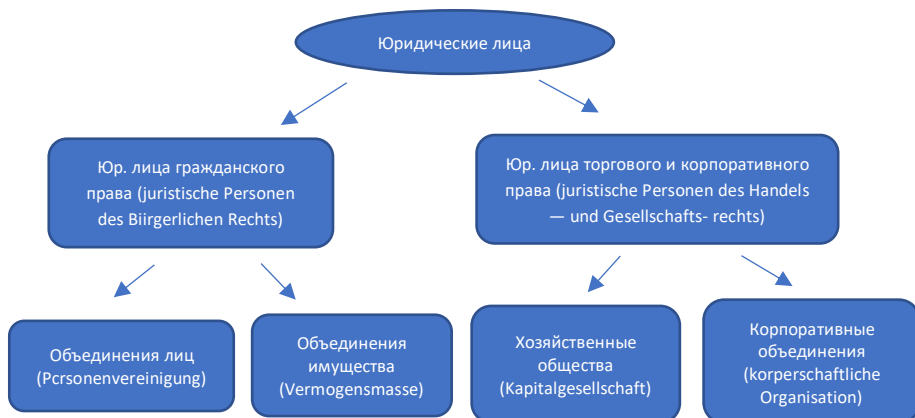 Юридические лица
Юр. лица гражданского
права (juristische Personen
des Biirgerlichen Rechts)
Юр. лица торгового и корпоративного
права (juristische Personen des Handels
— und Gesellschafts- rechts)
Объединения лиц
(Pcrsonenvereinigung)
Объединения
имущества
(Vermogensmasse)
Хозяйственные
общества
(Kapitalgesellschaft)
Корпоративные
объединения
(korperschaftliche
Organisation)